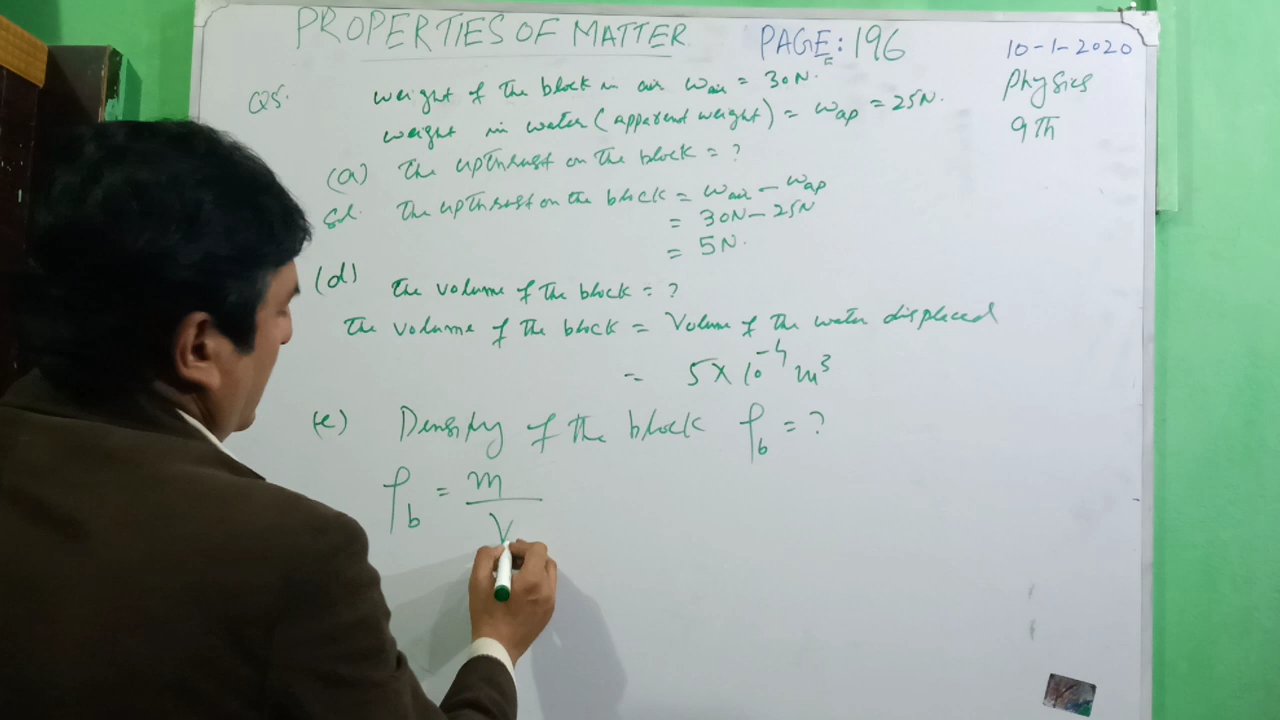 PROPERTIES OF MATTER PAGE: 196 10-1-2020
Physics
9Th
Q5. weight of the block in air Wair = 30N.
weight in water (apparent weight) = Wap = 25N.
(a) The upthrust on the block = ?
Sol. The upthrust on the block = Wair - Wap
= 30N - 25N
= 5N.
(d) The volume of the block = ?
The volume of the block = Volume of the water displaced
= 5 X 10⁻⁴ m³
(e) Density of the block ρb = ?
ρb = m
V